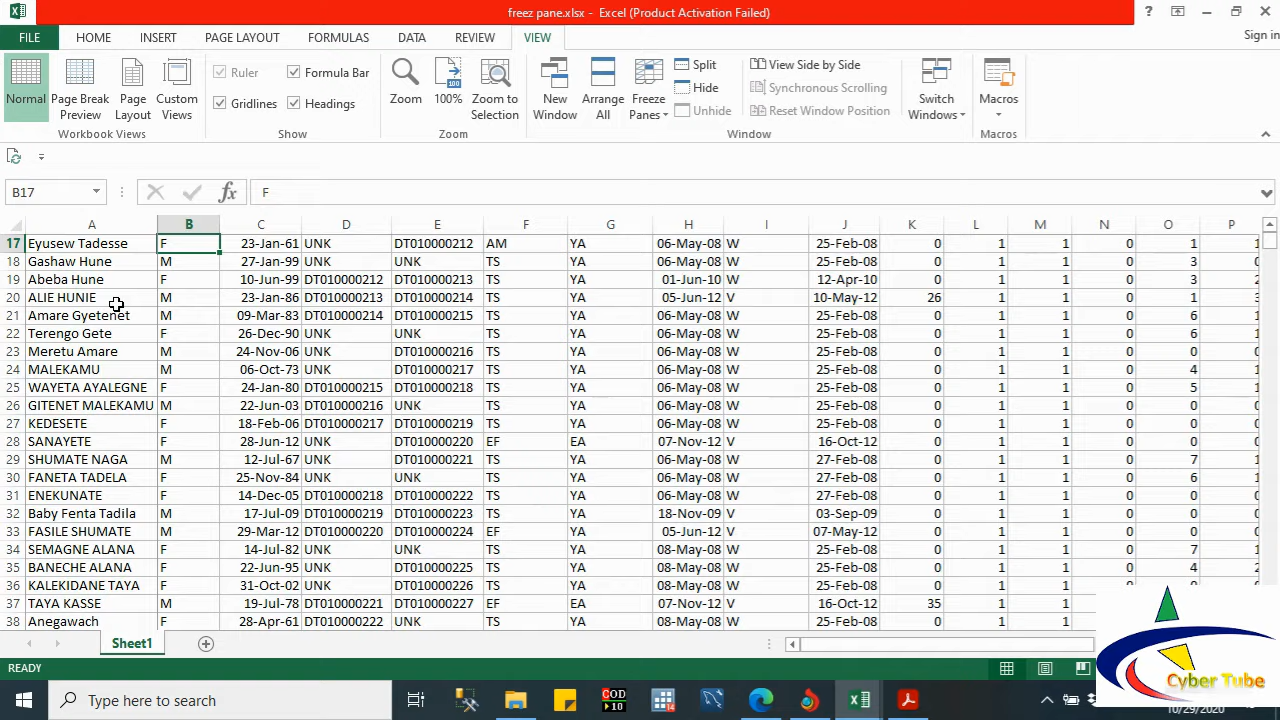 freez pane.xlsx - Excel (Product Activation Failed)
FILE HOME INSERT PAGE LAYOUT FORMULAS DATA REVIEW VIEW Sign in
Normal Page Break Preview Page Layout Custom Views
Workbook Views
Ruler Formula Bar
Gridlines Headings
Show
Zoom 100% Zoom to Selection
Zoom
New Window Arrange All Freeze Panes
Split
Hide
Unhide
View Side by Side
Synchronous Scrolling
Reset Window Position
Window
Switch Windows
Macros
Macros
B17 fx F
A B C D E F G H I J K L M N O P
17 Eyusew Tadesse F 23-Jan-61 UNK DT010000212 AM YA 06-May-08 W 25-Feb-08 0 1 1 0 1 1
18 Gashaw Hune M 27-Jan-99 UNK UNK TS YA 06-May-08 W 25-Feb-08 0 1 1 0 3 0
19 Abeba Hune F 10-Jun-99 DT010000212 DT010000213 TS YA 01-Jun-10 W 12-Apr-10 0 1 1 0 3 2
20 ALIE HUNIE M 23-Jan-86 DT010000213 DT010000214 TS YA 05-Jun-12 V 10-May-12 26 1 1 0 1 3
21 Amare Gyetenet M 09-Mar-83 DT010000214 DT010000215 TS YA 06-May-08 W 25-Feb-08 0 1 1 0 6 1
22 Terengo Gete F 26-Dec-90 UNK UNK TS YA 06-May-08 W 25-Feb-08 0 1 1 0 6 1
23 Meretu Amare M 24-Nov-06 UNK DT010000216 TS YA 06-May-08 W 25-Feb-08 0 1 1 0 0 0
24 MALEKAMU M 06-Oct-73 UNK DT010000217 TS YA 06-May-08 W 25-Feb-08 0 1 1 0 4 1
25 WAYETA AYALEGNE F 24-Jan-80 DT010000215 DT010000218 TS YA 06-May-08 W 25-Feb-08 0 1 1 0 5 1
26 GITENET MALEKAMU M 22-Jun-03 DT010000216 UNK TS YA 06-May-08 W 25-Feb-08 0 1 1 0 0 0
27 KEDESETE F 18-Feb-06 DT010000217 DT010000219 TS YA 06-May-08 W 25-Feb-08 0 1 1 0 0 0
28 SANAYETE F 28-Jun-12 UNK DT010000220 EF EA 07-Nov-12 V 16-Oct-12 0 1 1 0 0 0
29 SHUMATE NAGA M 12-Jul-67 UNK DT010000221 TS YA 06-May-08 W 27-Feb-08 0 1 1 0 7 1
30 FANETA TADELA F 25-Nov-84 UNK UNK TS YA 06-May-08 W 27-Feb-08 0 1 1 0 6 1
31 ENEKUNATE F 14-Dec-05 DT010000218 DT010000222 TS YA 06-May-08 W 27-Feb-08 0 1 1 0 0 0
32 Baby Fenta Tadila M 17-Jul-09 DT010000219 DT010000223 TS YA 18-Nov-09 V 03-Sep-09 0 1 1 0 0 0
33 FASILE SHUMATE M 29-Mar-12 DT010000220 DT010000224 EF YA 05-Jun-12 V 07-May-12 0 1 1 0 0 0
34 SEMAGNE ALANA F 14-Jul-82 UNK UNK TS YA 08-May-08 W 25-Feb-08 0 1 1 0 7 1
35 BANECHE ALANA F 22-Jun-95 UNK DT010000225 TS YA 08-May-08 W 25-Feb-08 0 1 1 0 4 2
36 KALEKIDANE TAYA F 31-Oct-02 UNK DT010000226 TS YA 08-May-08 W 25-Feb-08 0 1 1
37 TAYA KASSE M 19-Jul-78 DT010000221 DT010000227 EF EA 07-Nov-12 V 16-Oct-12 35 1 1
38 Anegawach F 28-Apr-61 DT010000222 UNK TS YA 08-May-08 W 25-Feb-08 0 1 1
Sheet1
READY
Cyber Tube
Type here to search
COD 10
10/29/2020